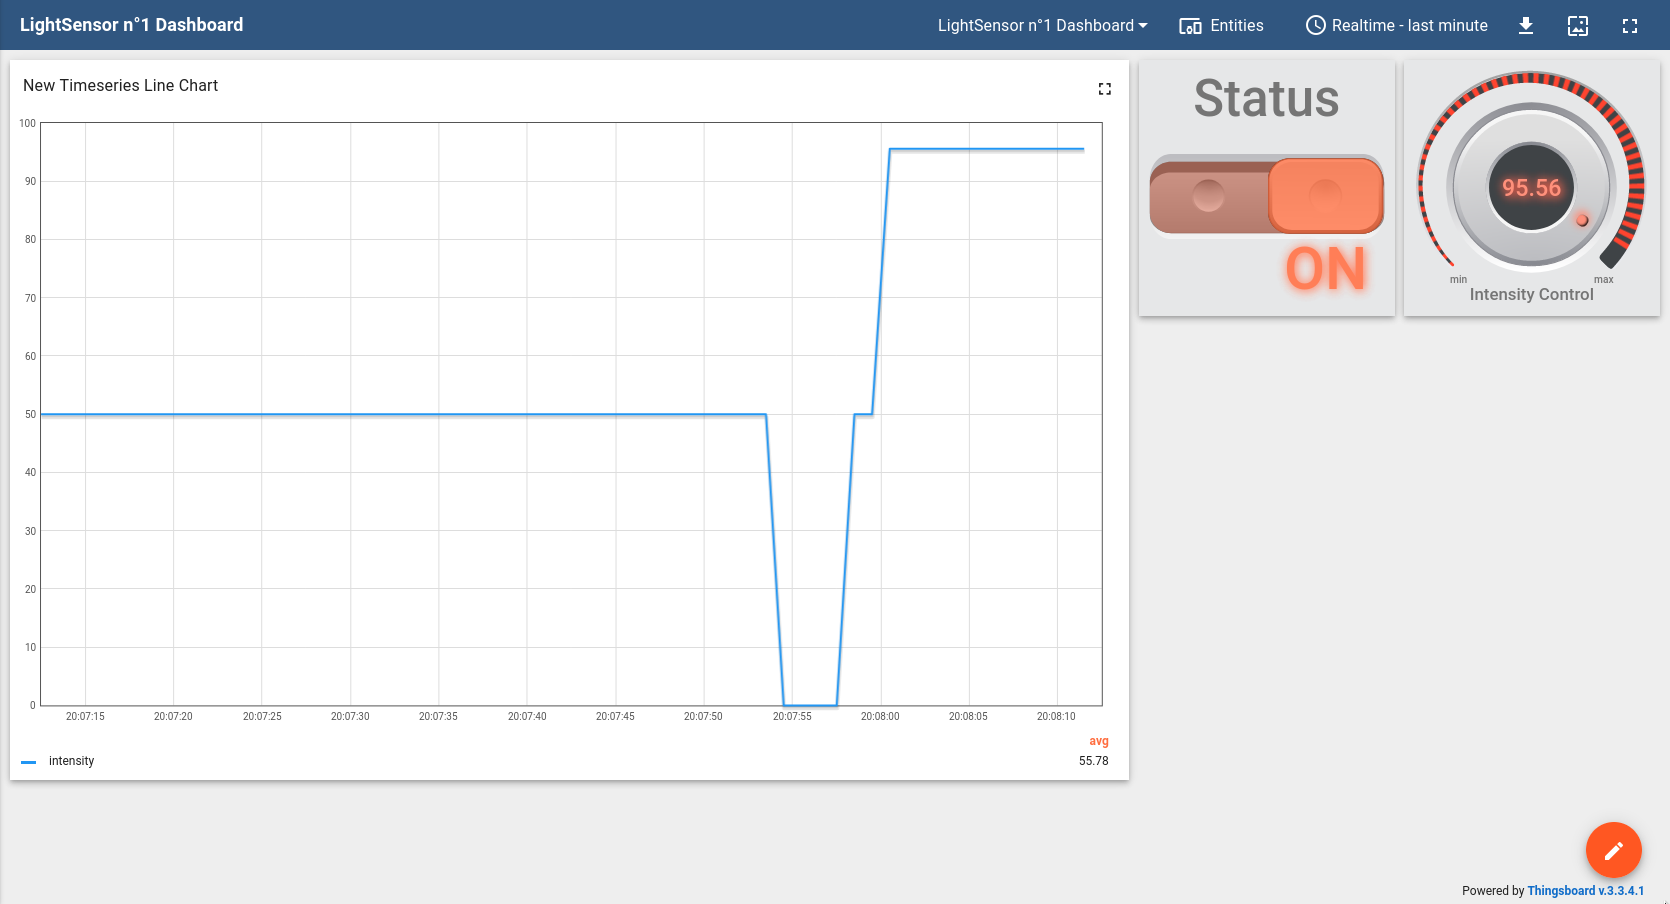 LightSensor n°1 Dashboard
LightSensor n°1 Dashboard Entities Realtime - last minute
New Timeseries Line Chart
100
90
80
70
60
50
40
30
20
10
0
20:07:15 20:07:20 20:07:25 20:07:30 20:07:35 20:07:40 20:07:45 20:07:50 20:07:55 20:08:00 20:08:05 20:08:10
avg
intensity 55.78
Status
ON
95.56
min max
Intensity Control
Powered by Thingsboard v.3.3.4.1